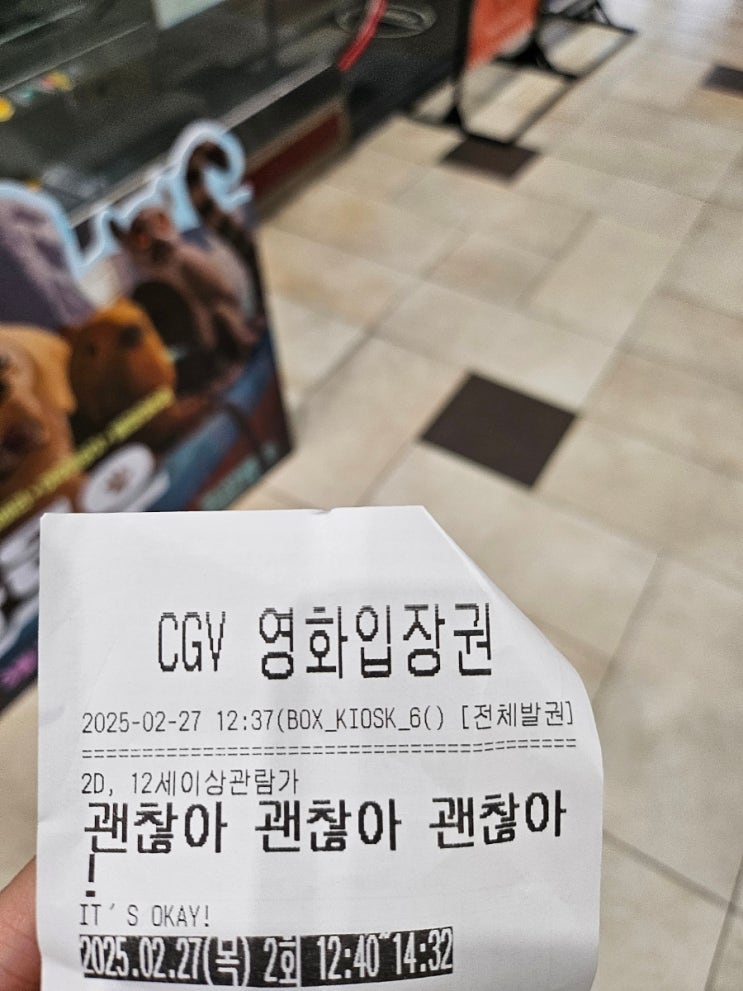 CGV 영화입장권
2025-02-27 12:37(BOX_KIOSK_6() [전체발권]
================================================
2D, 12세이상관람가
괜찮아 괜찮아 괜찮아
!
IT´S OKAY!
2025.02.27(목) 2회 12:40~14:32